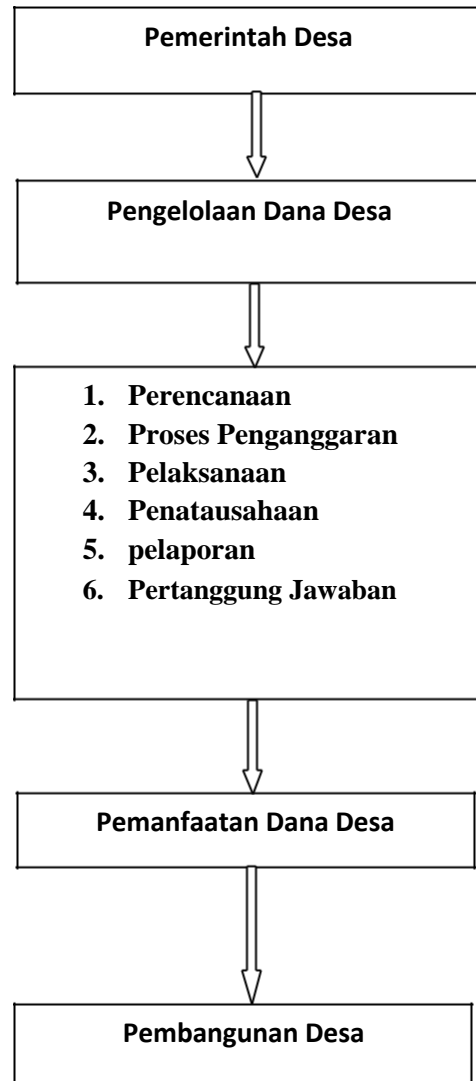 Pemerintah Desa
Pengelolaan Dana Desa
1. Perencanaan
2. Proses Penganggaran
3. Pelaksanaan
4. Penatausahaan
5. pelaporan
6. Pertanggung Jawaban
Pemanfaatan Dana Desa
Pembangunan Desa